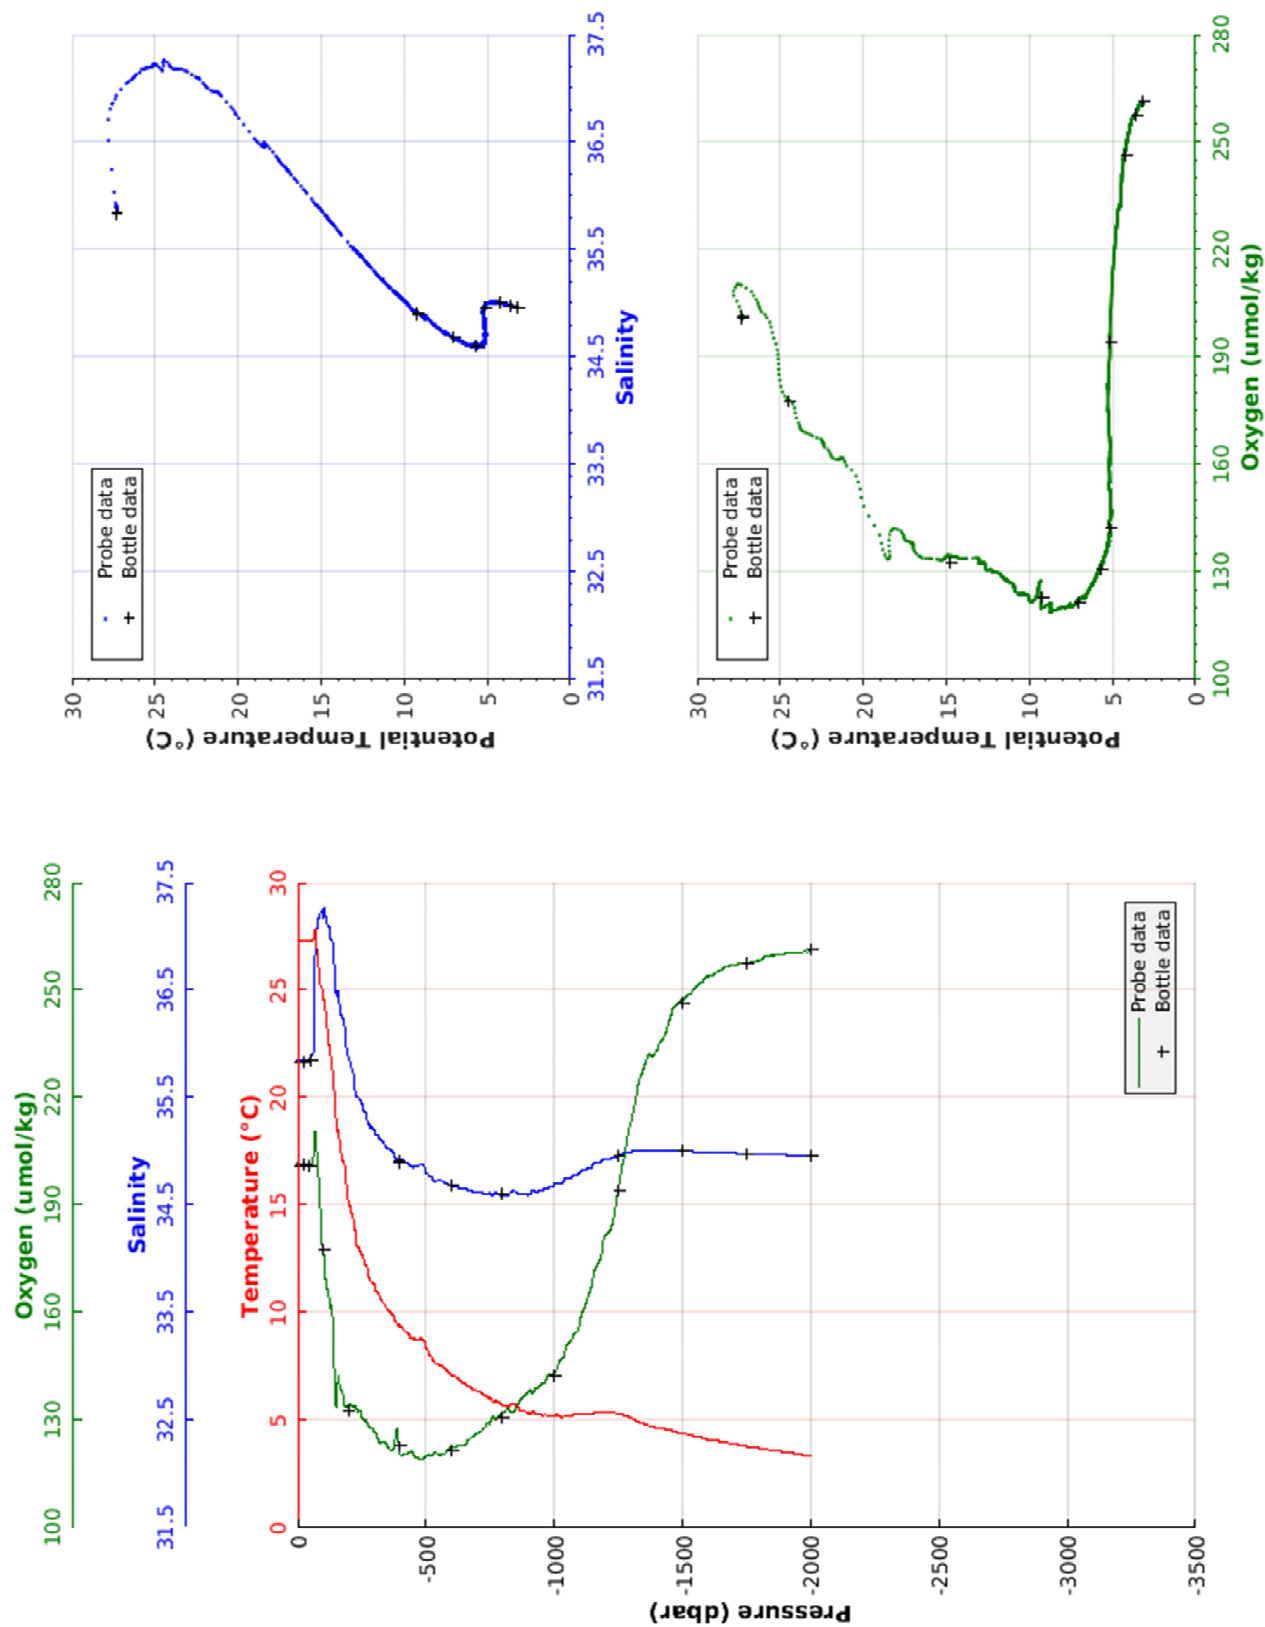 Oxygen (umol/kg)
100 130 160 190 220 250 280
Salinity
31.5 32.5 33.5 34.5 35.5 36.5 37.5
Temperature (°C)
0 5 10 15 20 25 30
Pressure (dbar)
0
-500
-1000
-1500
-2000
-2500
-3000
-3500
Probe data
Bottle data
Potential Temperature (°C)
30
25
20
15
10
5
0
Probe data
Bottle data
31.5 32.5 33.5 34.5 35.5 36.5 37.5
Salinity
Potential Temperature (°C)
30
25
20
15
10
5
0
Probe data
Bottle data
100 130 160 190 220 250 280
Oxygen (umol/kg)